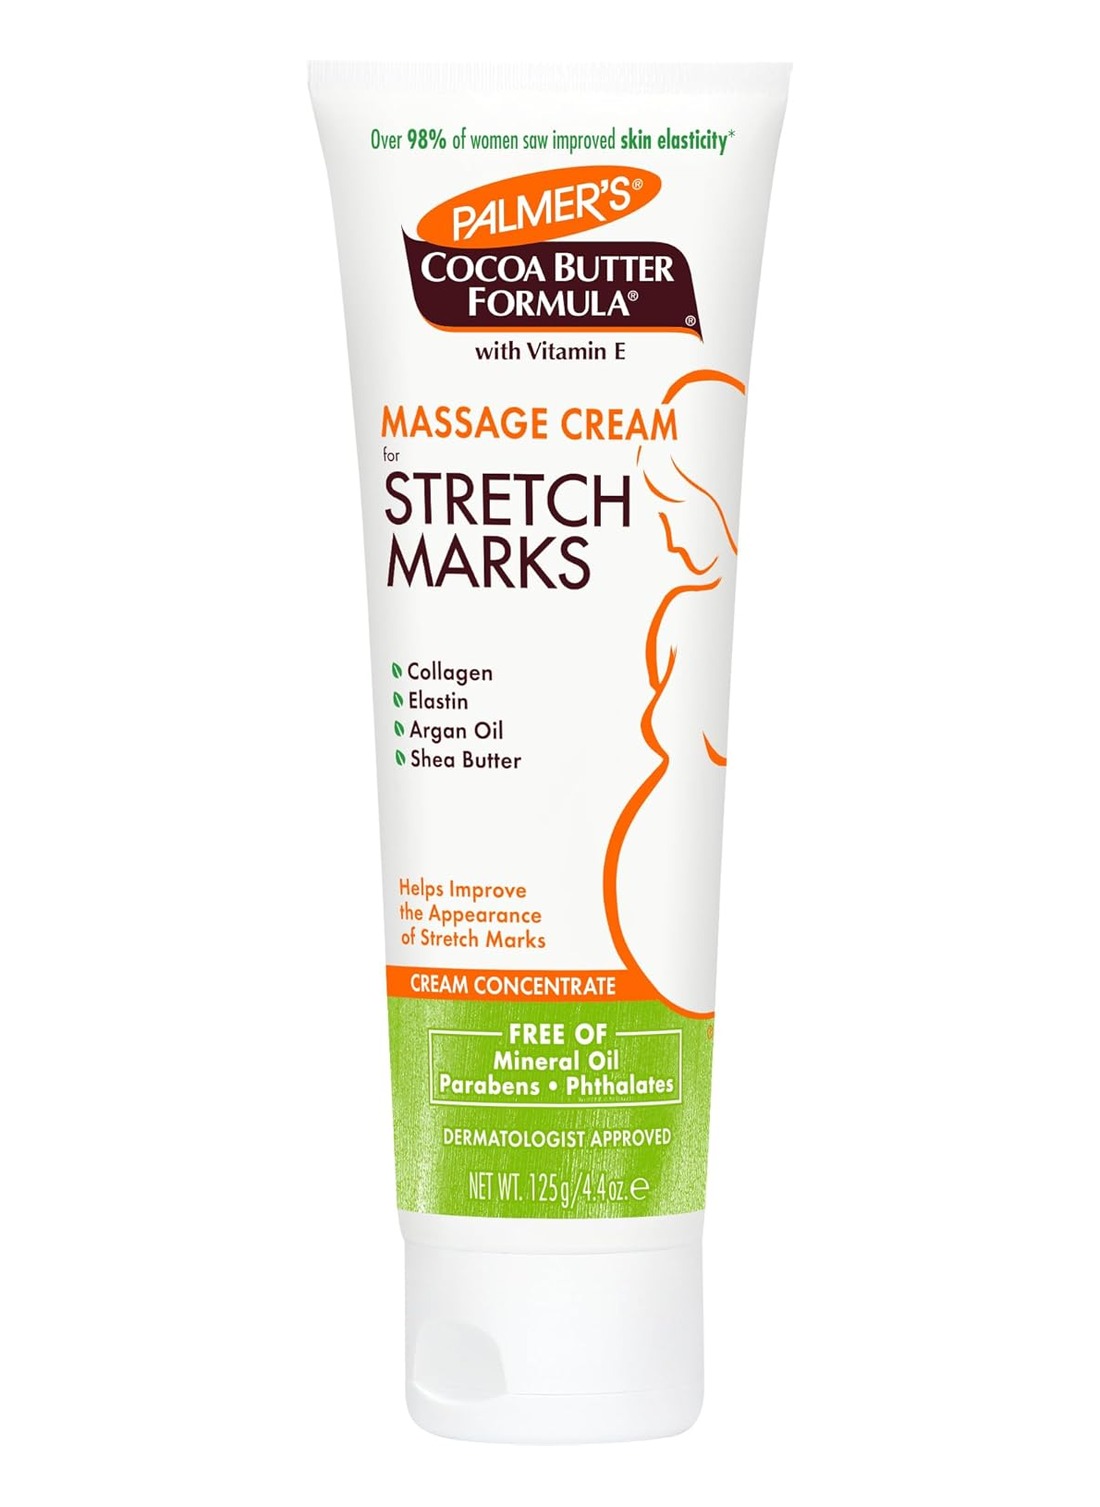 Over 98% of women saw improved skin elasticity*
PALMER'S®
COCOA BUTTER
FORMULA®
®
with Vitamin E
MASSAGE CREAM
for
STRETCH
MARKS
Collagen
Elastin
Argan Oil
Shea Butter
Helps Improve
the Appearance
of Stretch Marks
CREAM CONCENTRATE
FREE OF
Mineral Oil
Parabens • Phthalates
DERMATOLOGIST APPROVED
NET WT. 125g/4.4oz. ℮